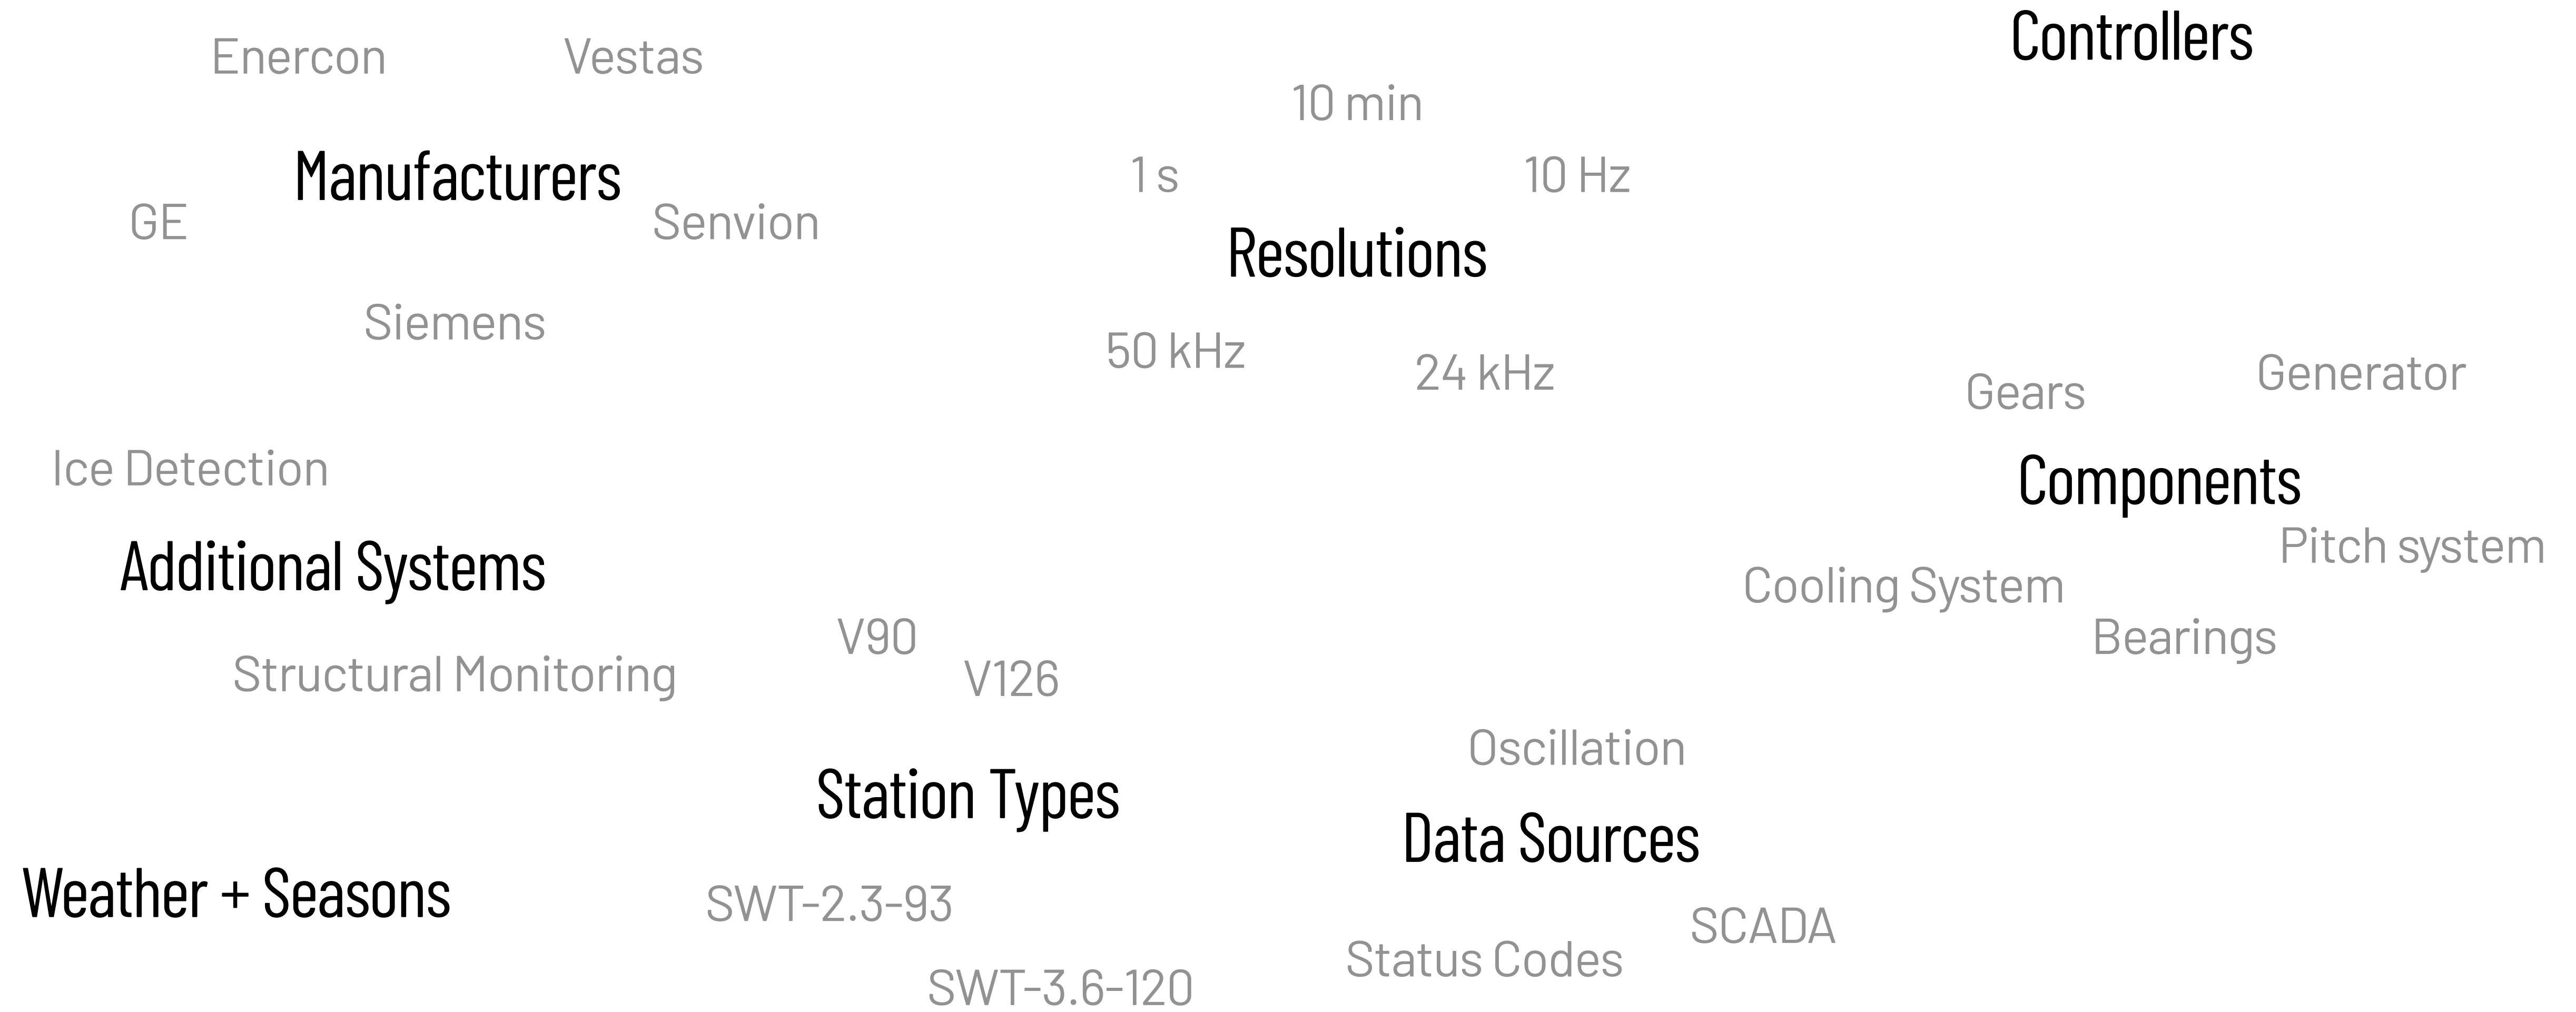 Controllers
Enercon
Vestas
10 min
Manufacturers
1 s
10 Hz
GE
Senvion
Resolutions
Siemens
50 kHz
24 kHz
Generator
Gears
Ice Detection
Components
Additional Systems
Pitch system
Cooling System
V90
Bearings
Structural Monitoring
V126
Oscillation
Station Types
Data Sources
Weather + Seasons
SWT-2.3-93
SCADA
Status Codes
SWT-3.6-120